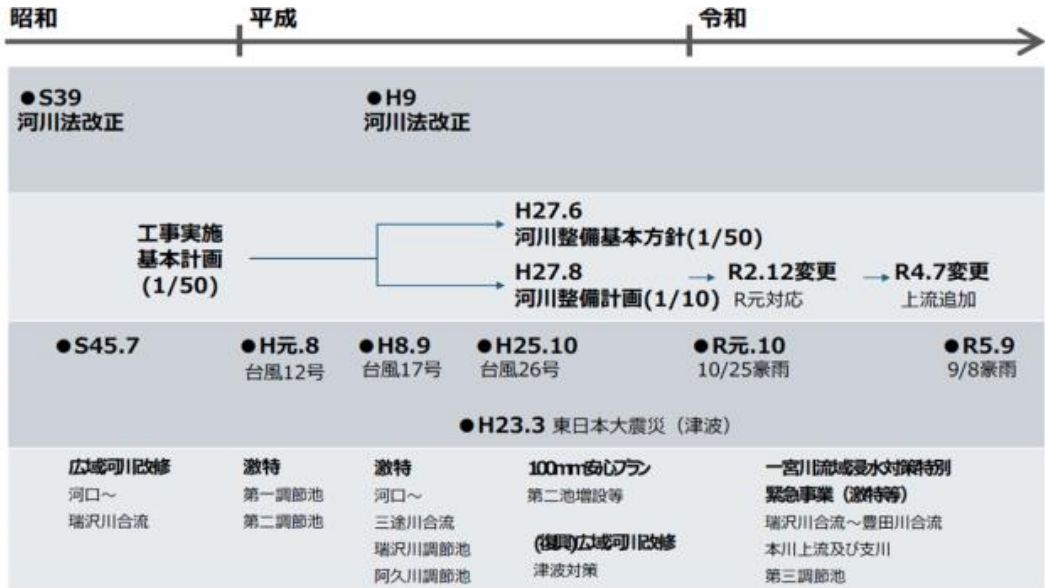 昭和
平成
令和
●S39
河川法改正
●H9
河川法改正
工事実施
基本計画
(1/50)
H27.6
河川整備基本方針(1/50)
H27.8
河川整備計画(1/10)
R2.12変更
R元対応
R4.7変更
上流追加
●S45.7
●H元.8
台風12号
●H8.9
台風17号
●H25.10
台風26号
●R元.10
10/25豪雨
●R5.9
9/8豪雨
●H23.3 東日本大震災（津波）
広域河川改修
河口～
瑞沢川合流
激特
第一調節池
第二調節池
激特
河口～
三途川合流
瑞沢川調節池
阿久川調節池
100mm安心プラン
第二池増設等
(復興)広域河川改修
津波対策
一宮川流域浸水対策特別
緊急事業（激特等）
瑞沢川合流～豊田川合流
本川上流及び支川
第三調節池